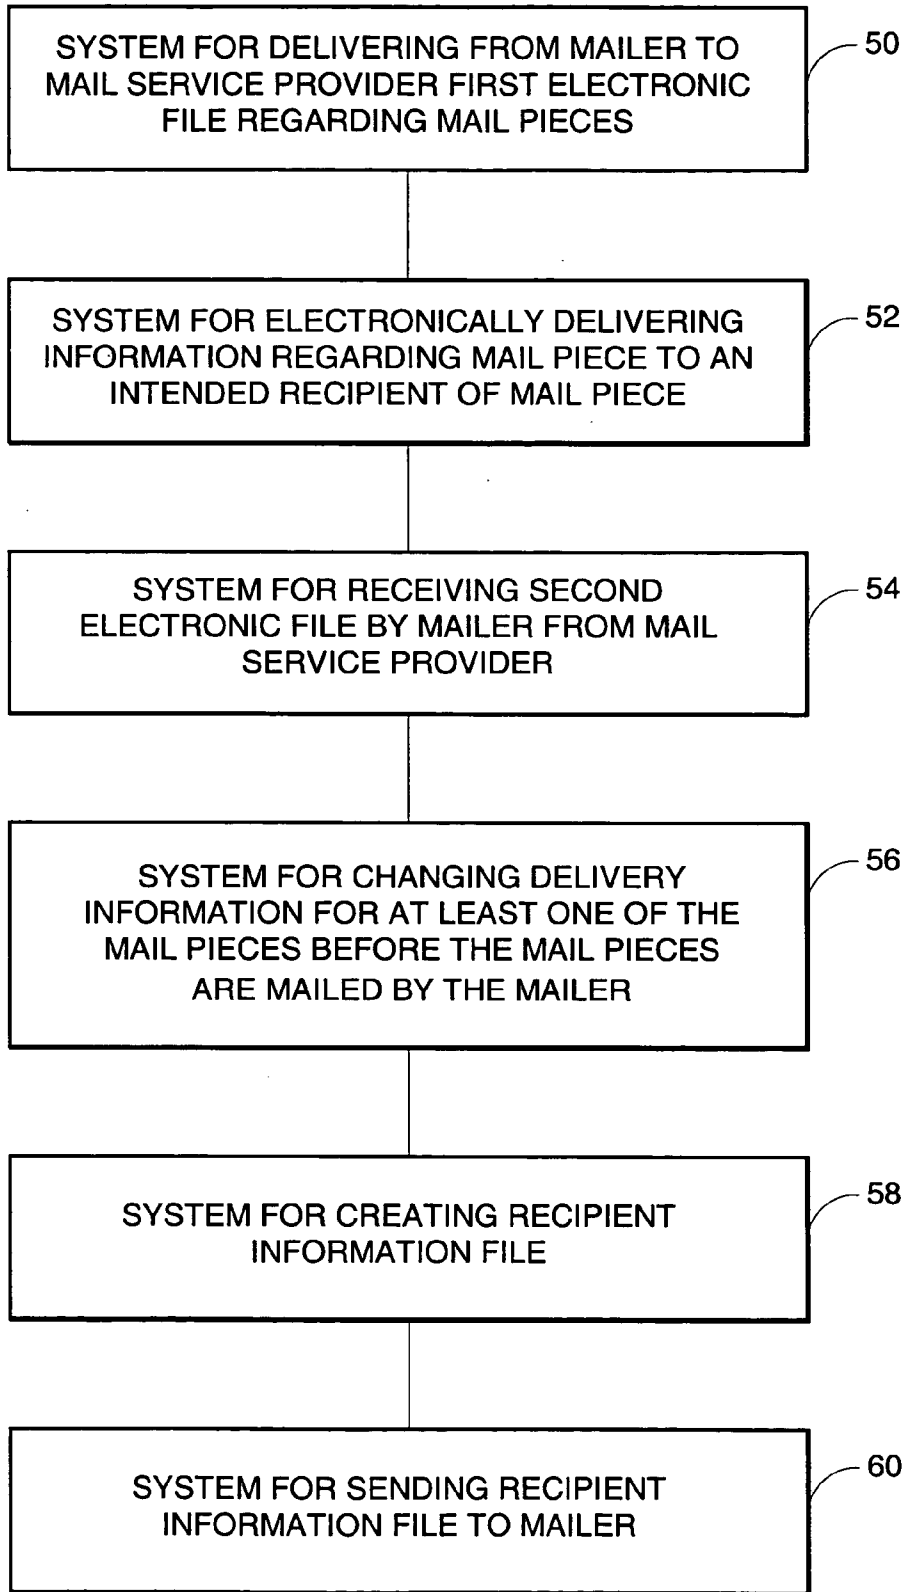 SYSTEM FOR DELIVERING FROM MAILER TO
MAIL SERVICE PROVIDER FIRST ELECTRONIC
FILE REGARDING MAIL PIECES
50
SYSTEM FOR ELECTRONICALLY DELIVERING
INFORMATION REGARDING MAIL PIECE TO AN
INTENDED RECIPIENT OF MAIL PIECE
52
SYSTEM FOR RECEIVING SECOND
ELECTRONIC FILE BY MAILER FROM MAIL
SERVICE PROVIDER
54
SYSTEM FOR CHANGING DELIVERY
INFORMATION FOR AT LEAST ONE OF THE
MAIL PIECES BEFORE THE MAIL PIECES
ARE MAILED BY THE MAILER
56
SYSTEM FOR CREATING RECIPIENT
INFORMATION FILE
58
SYSTEM FOR SENDING RECIPIENT
INFORMATION FILE TO MAILER
60